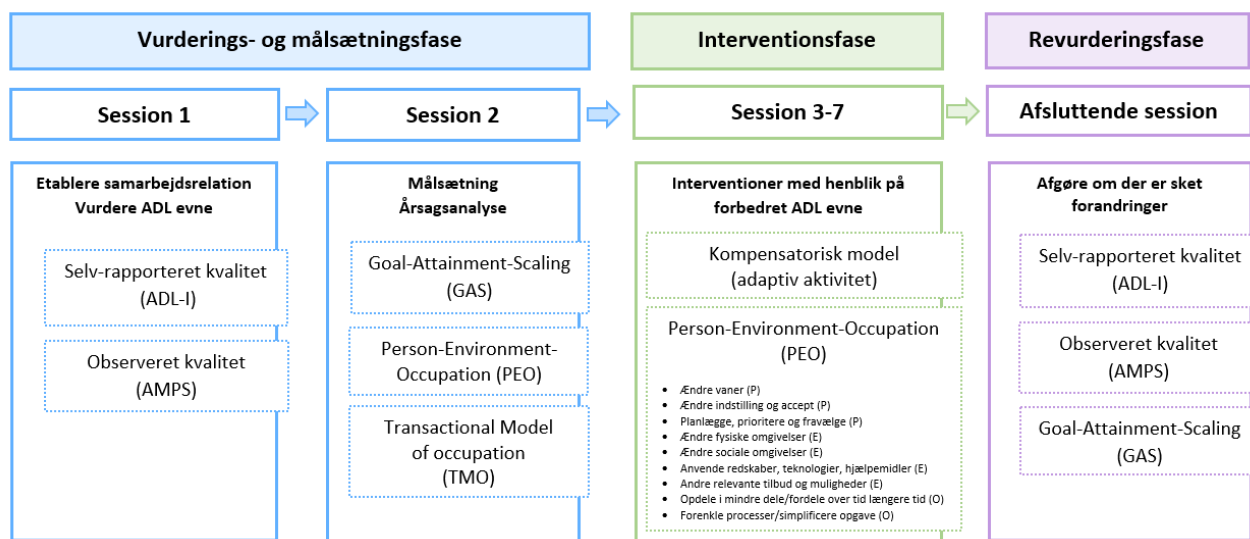 Vurderings- og målsætningsfase
Interventionsfase
Revurderingsfase
Session 1
Session 2
Session 3-7
Afsluttende session
Etablere samarbejdsrelation
Vurdere ADL evne
Selv-rapporteret kvalitet
(ADL-I)
Observeret kvalitet
(AMPS)
Målsætning
Årsagsanalyse
Goal-Attainment-Scaling
(GAS)
Person-Environment-
Occupation (PEO)
Transactional Model
of occupation
(TMO)
Interventioner med henblik på
forbedret ADL evne
Kompensatorisk model
(adaptiv aktivitet)
Person-Environment-Occupation
(PEO)
• Ændre vaner (P)
• Ændre indstilling og accept (P)
• Planlægge, prioritere og fravælge (P)
• Ændre fysiske omgivelser (E)
• Ændre sociale omgivelser (E)
• Anvende redskaber, teknologier, hjælpemidler (E)
• Andre relevante tilbud og muligheder (E)
• Opdele i mindre dele/fordele over tid længere tid (O)
• Forenkle processer/simplificere opgave (O)
Afgøre om der er sket
forandringer
Selv-rapporteret kvalitet
(ADL-I)
Observeret kvalitet
(AMPS)
Goal-Attainment-Scaling
(GAS)